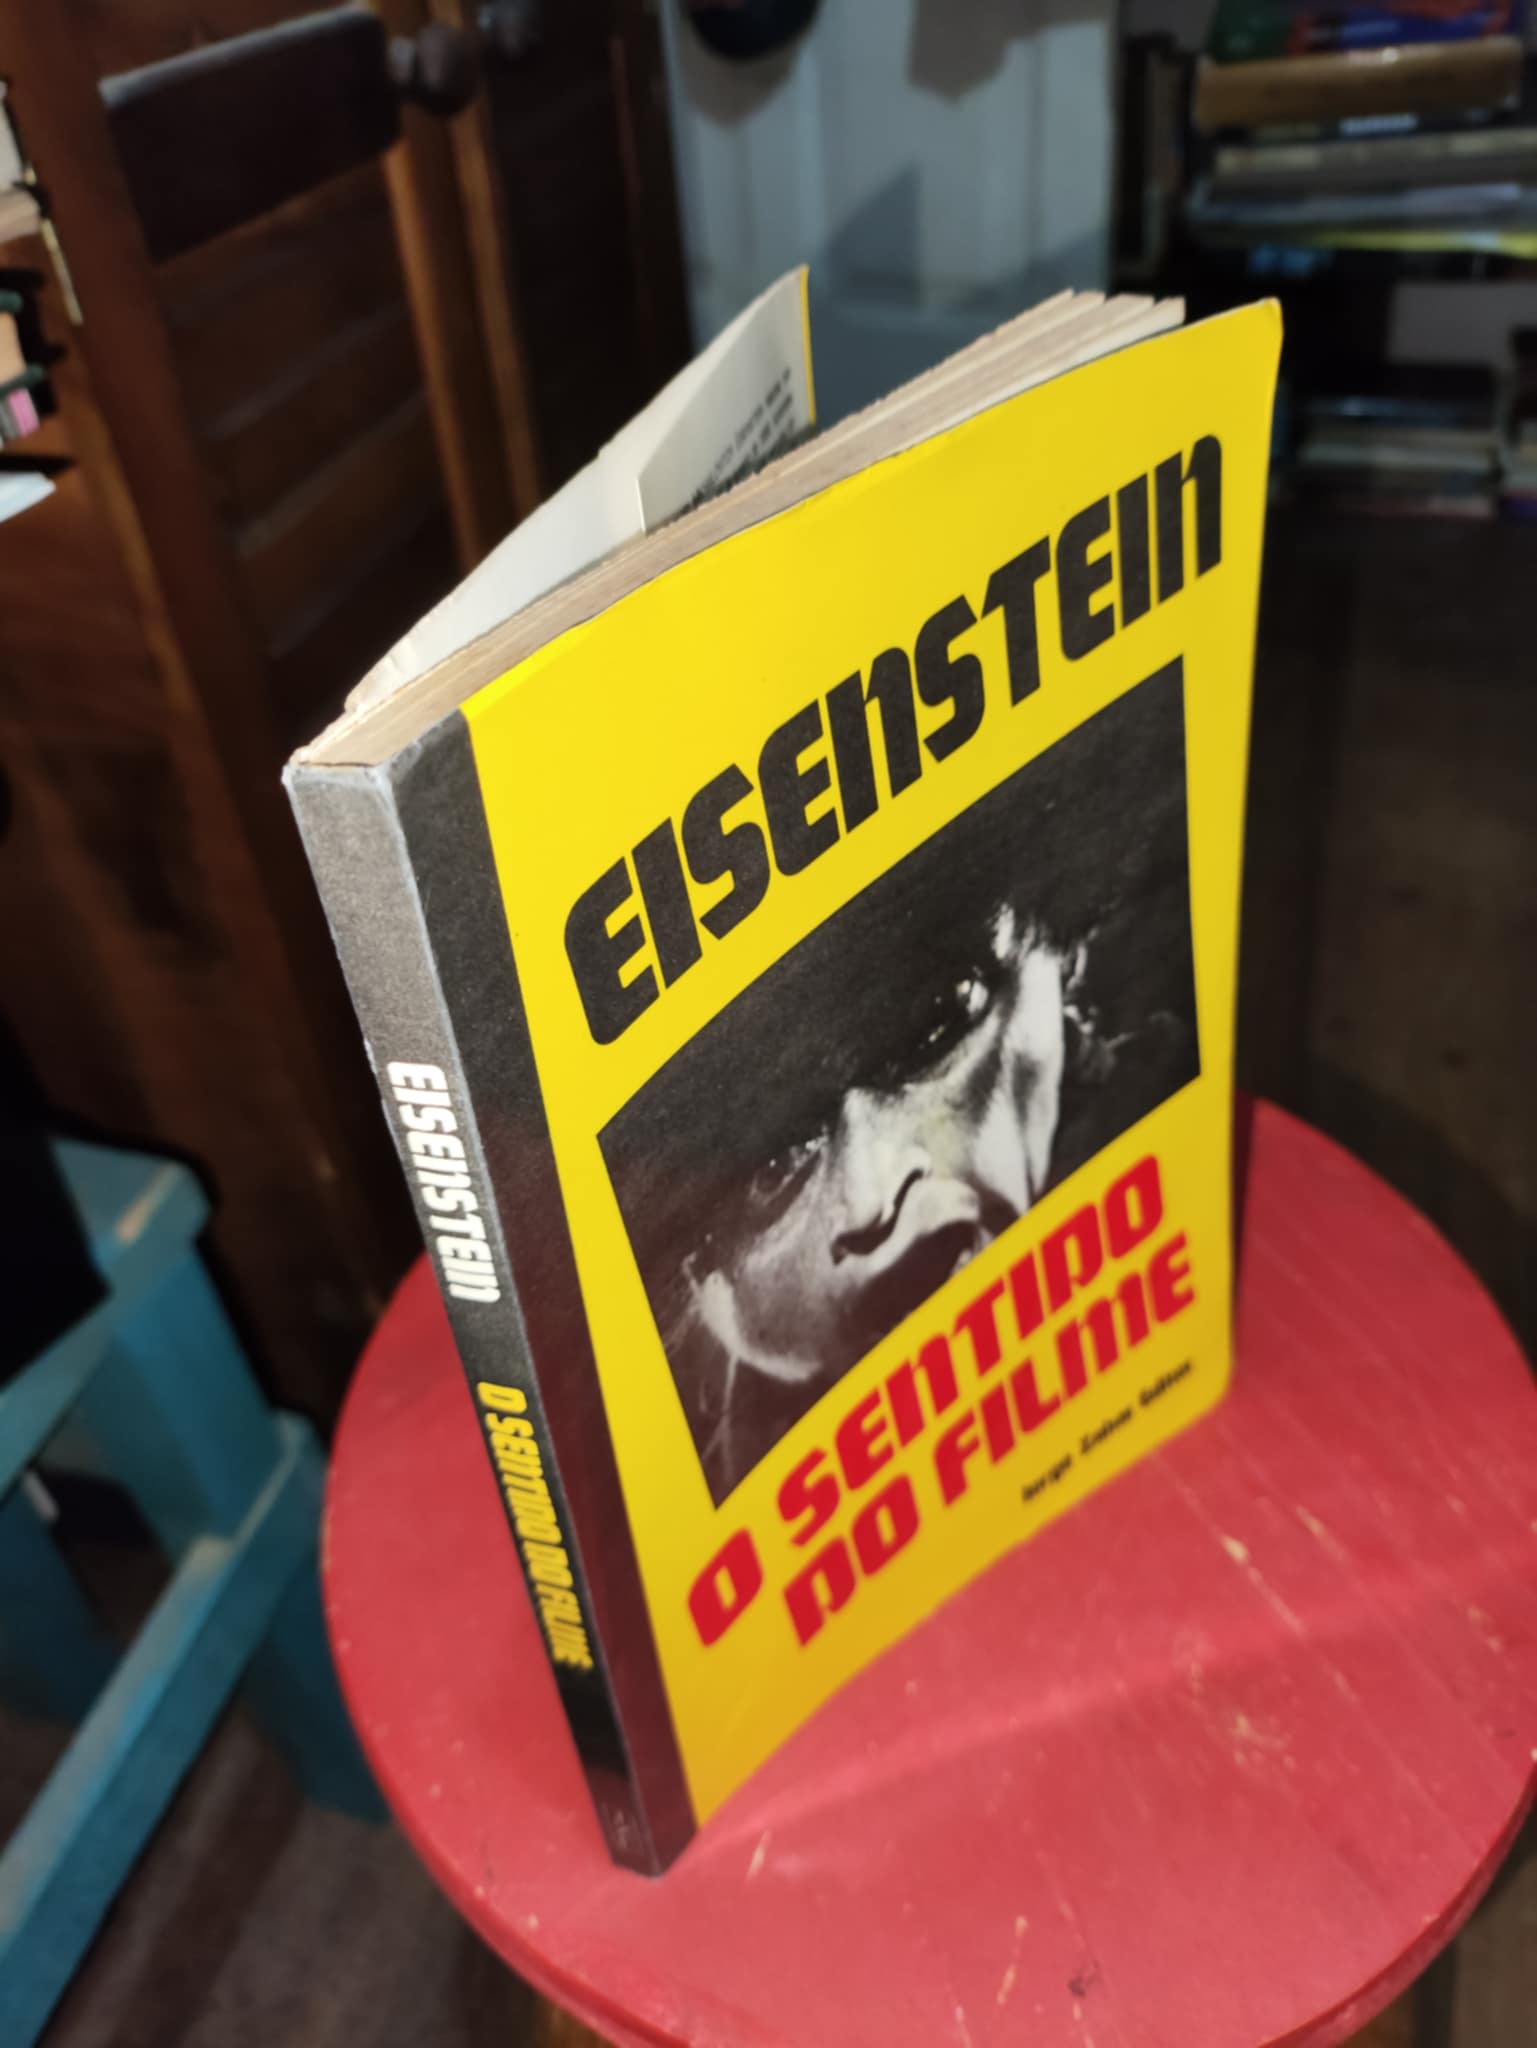 EISENSTEIN
O SENTIDO
DO FILME
Jorge Zahar Editor
EISENSTEIN O SENTIDO DO FILME